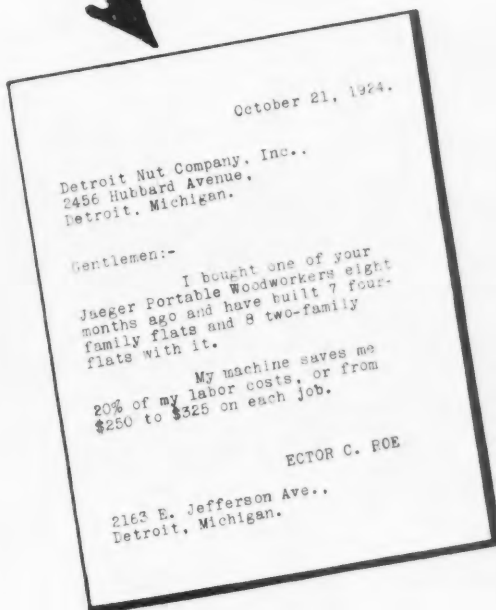 October 21, 1924.
Detroit Nut Company, Inc.,
2456 Hubbard Avenue,
Detroit, Michigan.
Gentlemen:-
I bought one of your
Jaeger Portable Woodworkers eight
months ago and have built 7 four-
family flats and 8 two-family
flats with it.
My machine saves me
20% of my labor costs, or from
$250 to $325 on each job.
ECTOR C. ROE
2163 E. Jefferson Ave.,
Detroit, Michigan.